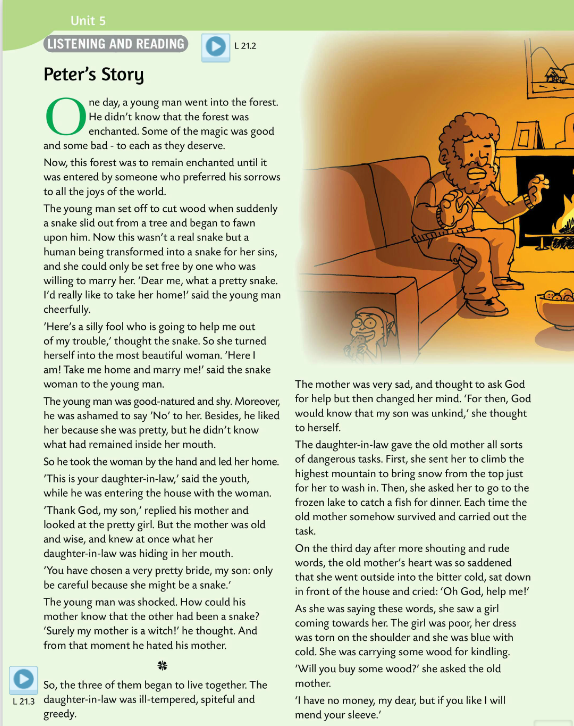 Unit 5
LISTENING AND READING
L 21.2
Peter's Story
One day, a young man went into the forest.
He didn't know that the forest was
enchanted. Some of the magic was good
and some bad - to each as they deserve.
Now, this forest was to remain enchanted until it
was entered by someone who preferred his sorrows
to all the joys of the world.
The young man set off to cut wood when suddenly
a snake slid out from a tree and began to fawn
upon him. Now this wasn't a real snake but a
human being transformed into a snake for her sins,
and she could only be set free by one who was
willing to marry her. 'Dear me, what a pretty snake.
I'd really like to take her home!' said the young man
cheerfully.
'Here's a silly fool who is going to help me out
of my trouble,' thought the snake. So she turned
herself into the most beautiful woman. 'Here I
am! Take me home and marry me!' said the snake
woman to the young man.
The young man was good-natured and shy. Moreover,
he was ashamed to say 'No' to her. Besides, he liked
her because she was pretty, but he didn't know
what had remained inside her mouth.
So he took the woman by the hand and led her home.
'This is your daughter-in-law,' said the youth,
while he was entering the house with the woman.
'Thank God, my son,' replied his mother and
looked at the pretty girl. But the mother was old
and wise, and knew at once what her
daughter-in-law was hiding in her mouth.
'You have chosen a very pretty bride, my son: only
be careful because she might be a snake.'
The young man was shocked. How could his
mother know that the other had been a snake?
'Surely my mother is a witch!' he thought. And
from that moment he hated his mother.
L 21.3
So, the three of them began to live together. The
daughter-in-law was ill-tempered, spiteful and
greedy.
The mother was very sad, and thought to ask God
for help but then changed her mind. 'For then, God
would know that my son was unkind,' she thought
to herself.
The daughter-in-law gave the old mother all sorts
of dangerous tasks. First, she sent her to climb the
highest mountain to bring snow from the top just
for her to wash in. Then, she asked her to go to the
frozen lake to catch a fish for dinner. Each time the
old mother somehow survived and carried out the
task.
On the third day after more shouting and rude
words, the old mother's heart was so saddened
that she went outside into the bitter cold, sat down
in front of the house and cried: 'Oh God, help me!'
As she was saying these words, she saw a girl
coming towards her. The girl was poor, her dress
was torn on the shoulder and she was blue with
cold. She was carrying some wood for kindling.
'Will you buy some wood?' she asked the old
mother.
'I have no money, my dear, but if you like I will
mend your sleeve.'